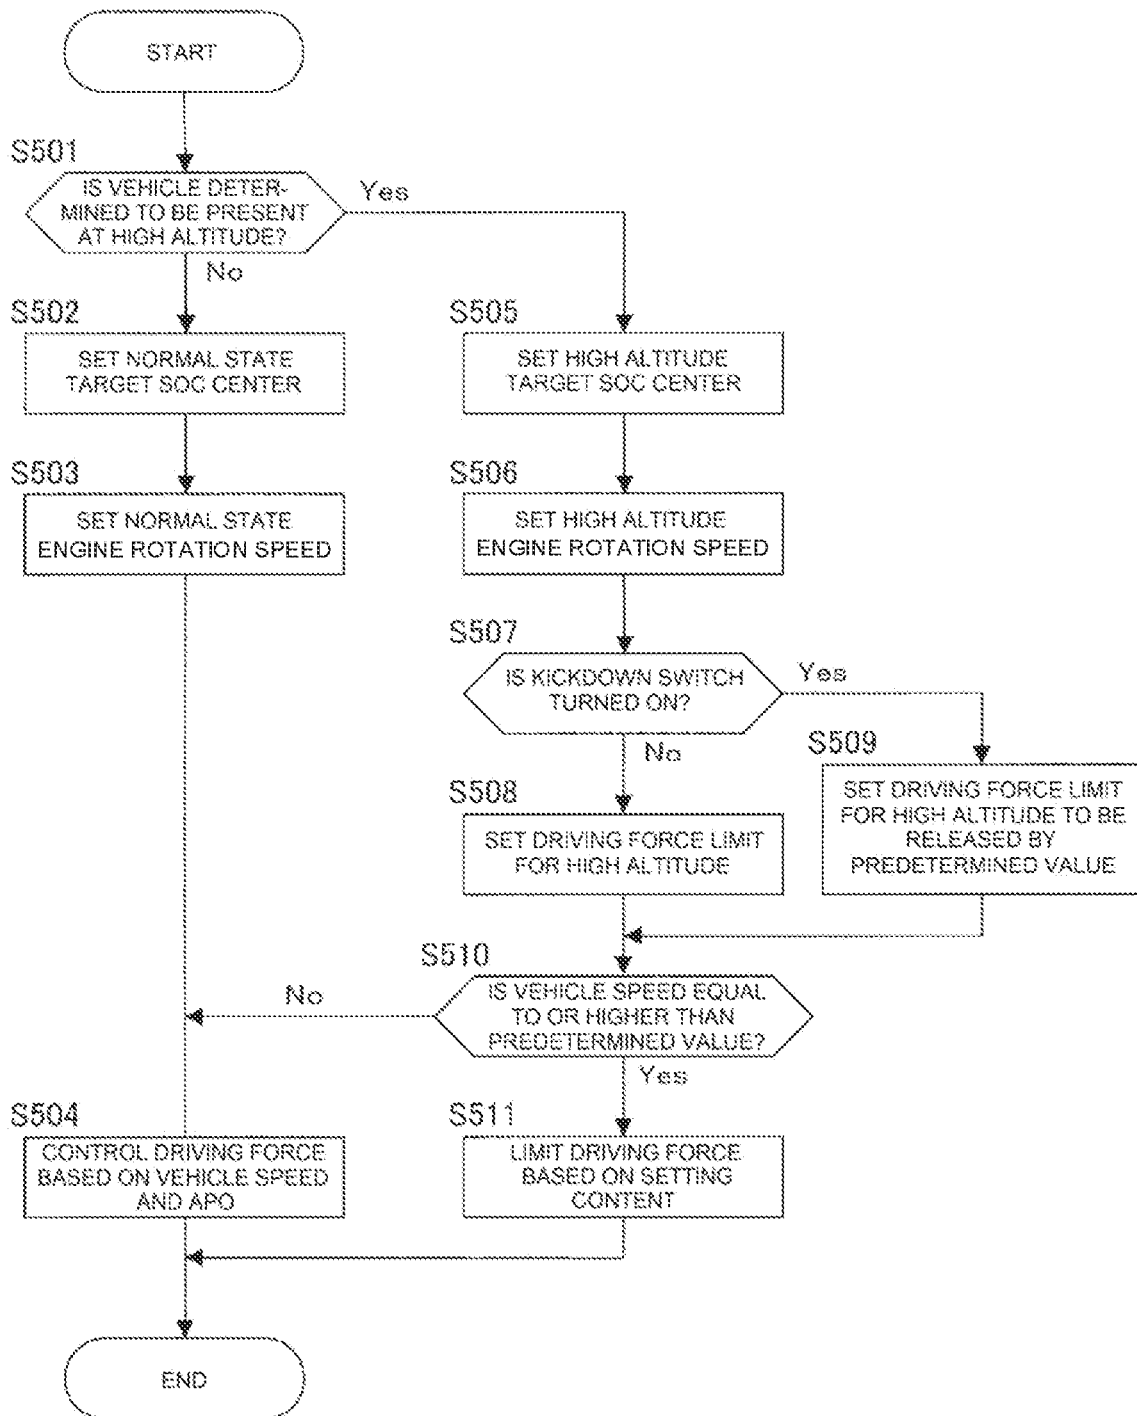 START
S501
IS VEHICLE DETER-
MINED TO BE PRESENT
AT HIGH ALTITUDE?
Yes
No
S502
SET NORMAL STATE
TARGET SOC CENTER
S505
SET HIGH ALTITUDE
TARGET SOC CENTER
S503
SET NORMAL STATE
ENGINE ROTATION SPEED
S506
SET HIGH ALTITUDE
ENGINE ROTATION SPEED
S507
IS KICKDOWN SWITCH
TURNED ON?
Yes
No
S508
SET DRIVING FORCE LIMIT
FOR HIGH ALTITUDE
S509
SET DRIVING FORCE LIMIT
FOR HIGH ALTITUDE TO BE
RELEASED BY
PREDETERMINED VALUE
S510
IS VEHICLE SPEED EQUAL
TO OR HIGHER THAN
PREDETERMINED VALUE?
No
Yes
S504
CONTROL DRIVING FORCE
BASED ON VEHICLE SPEED
AND APO
S511
LIMIT DRIVING FORCE
BASED ON SETTING
CONTENT
END